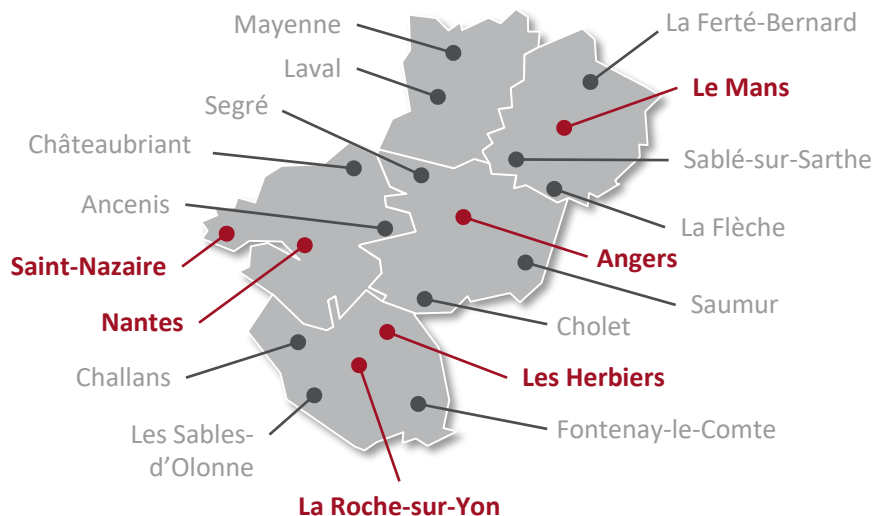 Mayenne
La Ferté-Bernard
Laval
Le Mans
Segré
Châteaubriant
Sablé-sur-Sarthe
Ancenis
La Flèche
Saint-Nazaire
Angers
Nantes
Saumur
Cholet
Challans
Les Herbiers
Les Sables-
d'Olonne
Fontenay-le-Comte
La Roche-sur-Yon